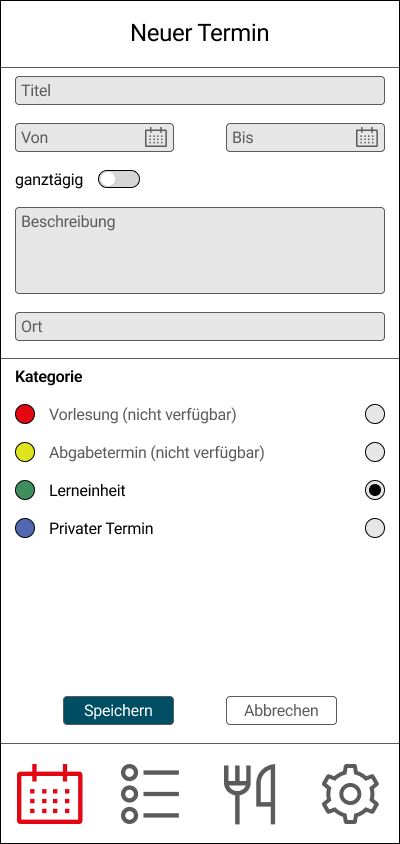 Neuer Termin
Titel
Von Bis
ganztägig
Beschreibung
Ort
Kategorie
Vorlesung (nicht verfügbar)
Abgabetermin (nicht verfügbar)
Lerneinheit
Privater Termin
Speichern Abbrechen